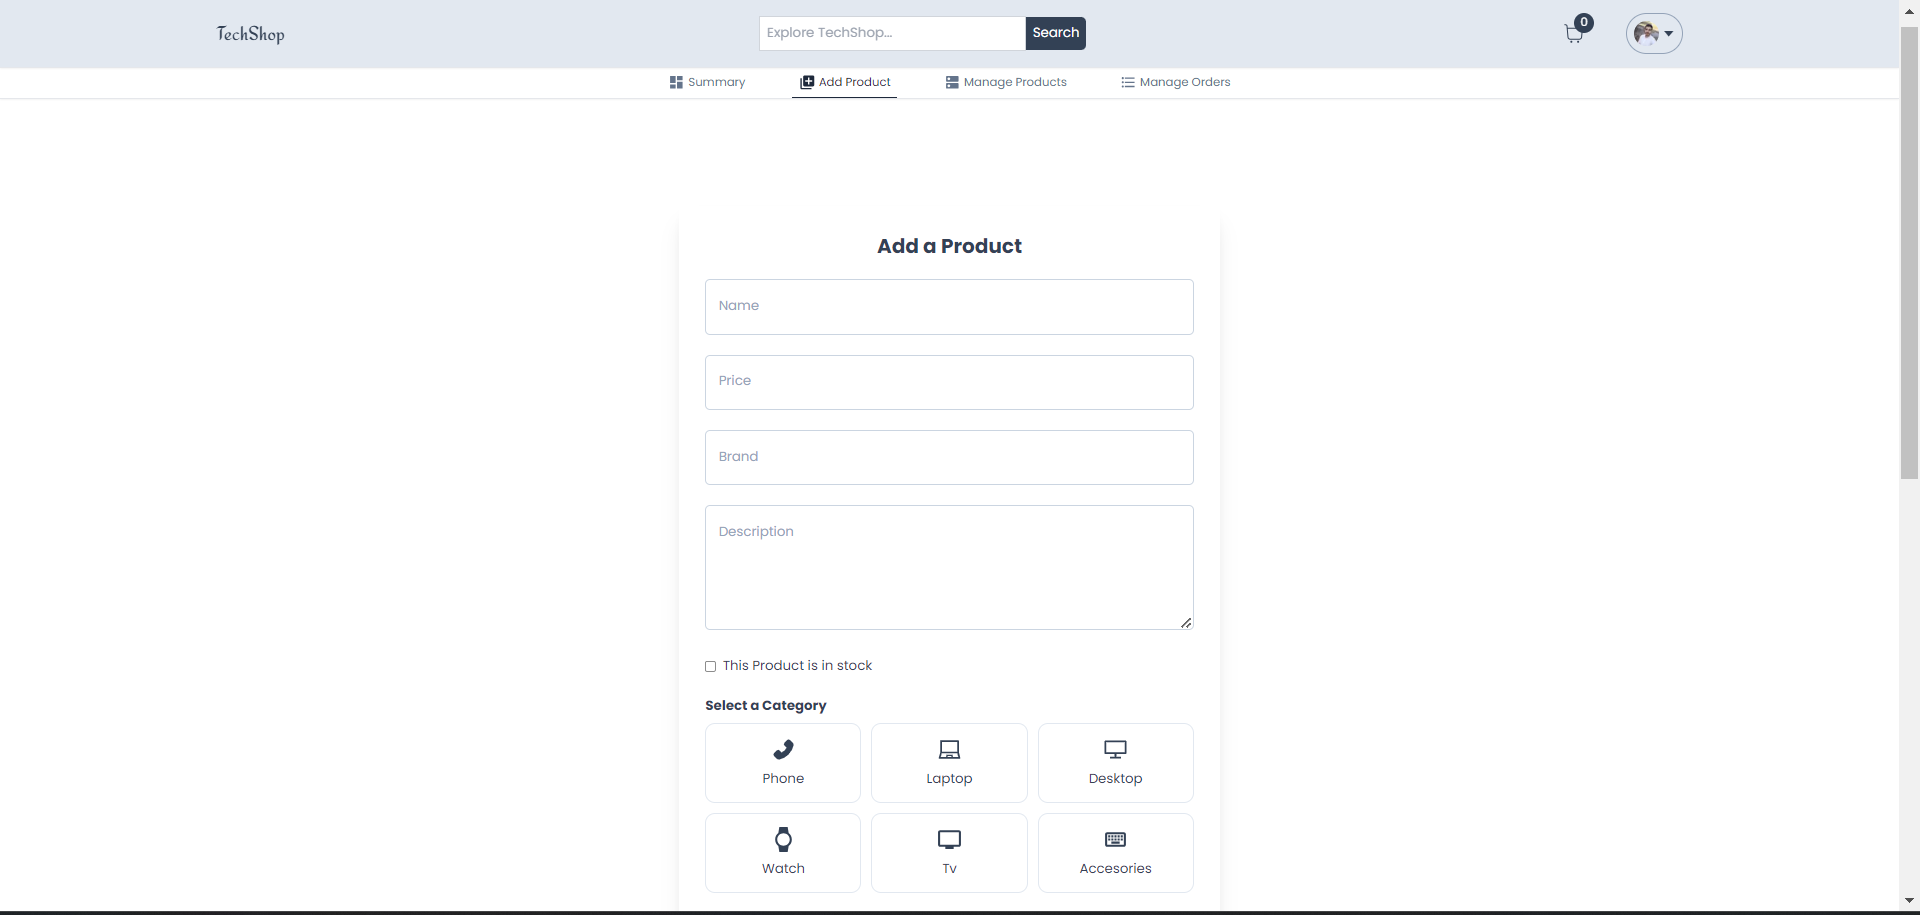 TechShop
Explore TechShop...
Search
0
Summary
Add Product
Manage Products
Manage Orders
Add a Product
Name
Price
Brand
Description
This Product is in stock
Select a Category
Phone
Laptop
Desktop
Watch
Tv
Accesories